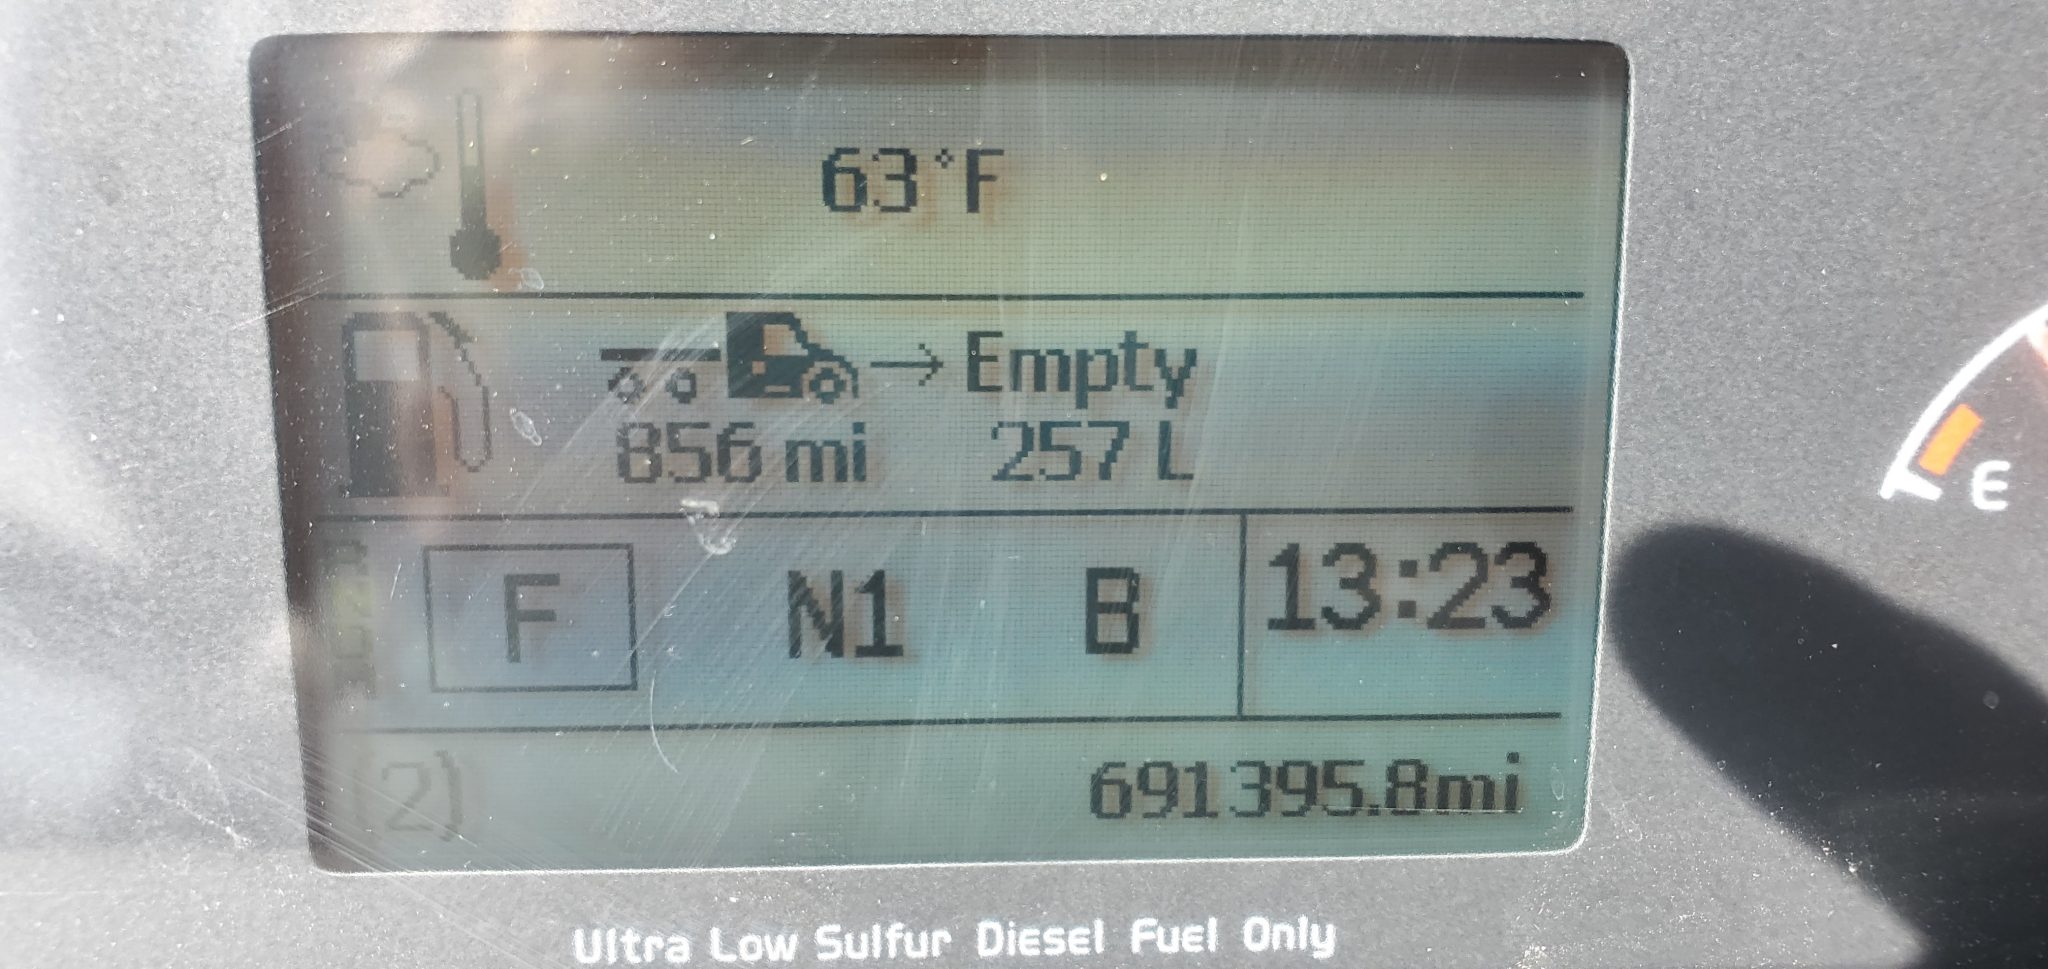 63°F
Empty
856 mi 257 L
F N1 B 13:23
(2) 691395.8mi
E
Ultra Low Sulfur Diesel Fuel Only